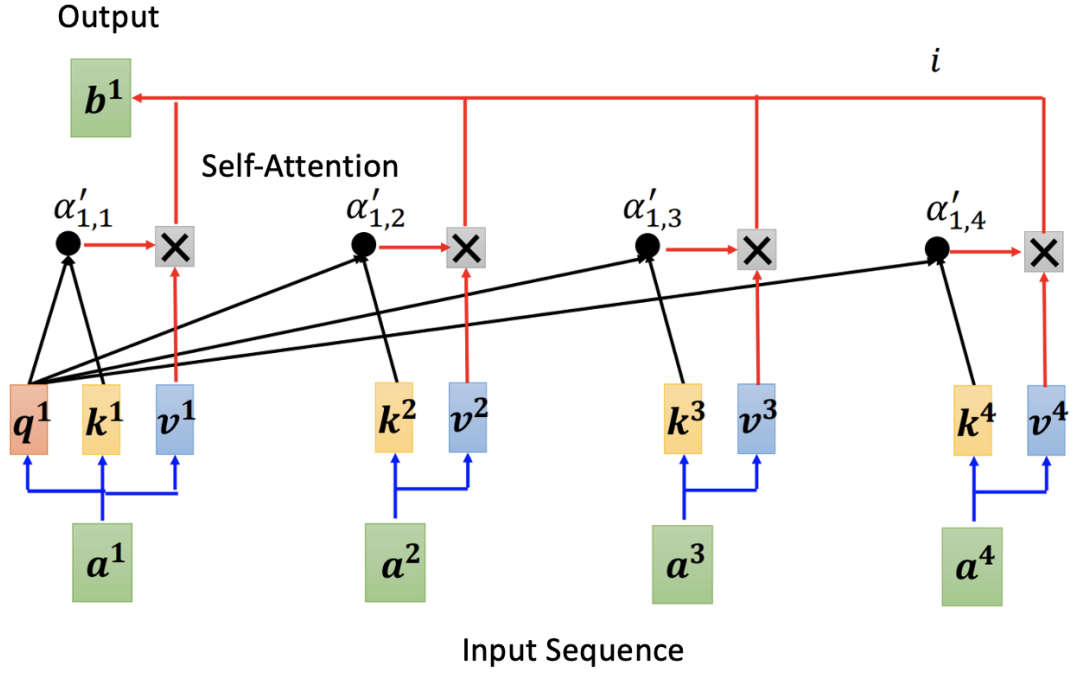 Output
i
b¹
Self-Attention
α′₁,₁ α′₁,₂ α′₁,₃ α′₁,₄
× × × ×
q¹ k¹ v¹ k² v² k³ v³ k⁴ v⁴
a¹ a² a³ a⁴
Input Sequence